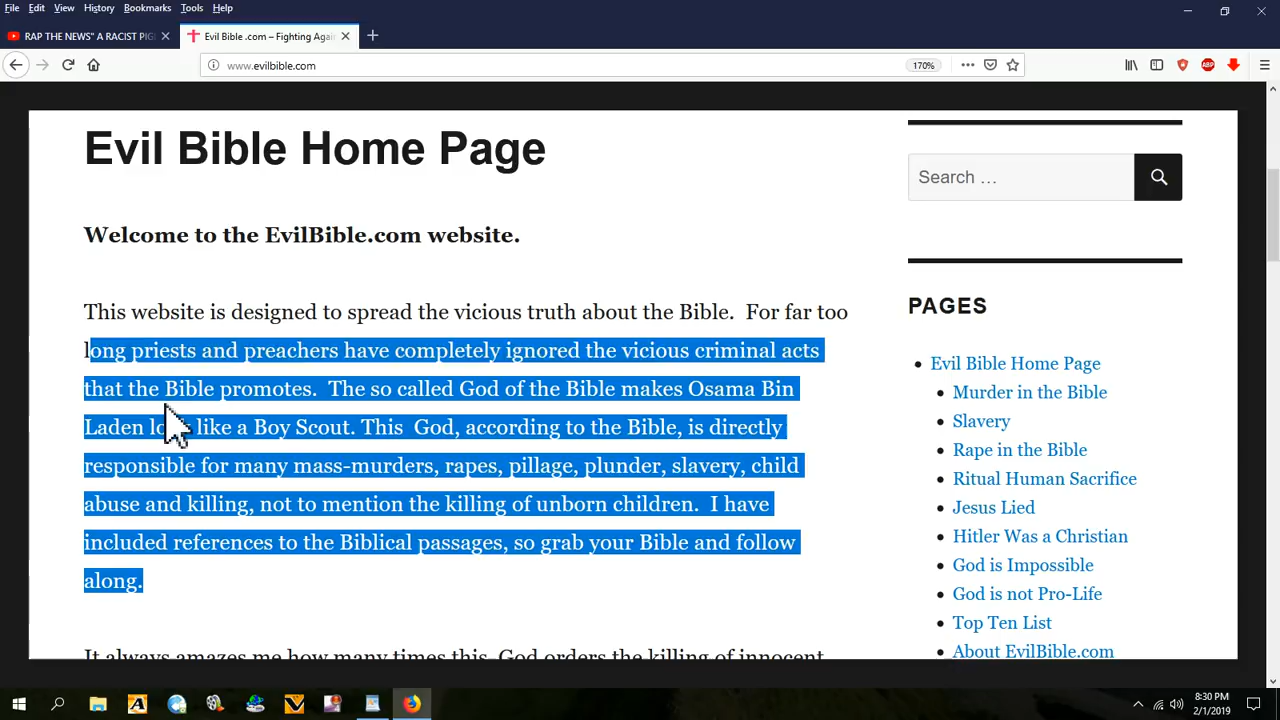 File Edit View History Bookmarks Tools Help
RAP THE NEWS" A RACIST PIG
Evil Bible .com – Fighting Agai
www.evilbible.com
170%
ABP
Evil Bible Home Page
Search …
Welcome to the EvilBible.com website.
This website is designed to spread the vicious truth about the Bible.  For far too
long priests and preachers have completely ignored the vicious criminal acts
that the Bible promotes.  The so called God of the Bible makes Osama Bin
Laden look like a Boy Scout. This  God, according to the Bible, is directly
responsible for many mass-murders, rapes, pillage, plunder, slavery, child
abuse and killing, not to mention the killing of unborn children.  I have
included references to the Biblical passages, so grab your Bible and follow
along.
It always amazes me how many times this  God orders the killing of innocent
PAGES
Evil Bible Home Page
Murder in the Bible
Slavery
Rape in the Bible
Ritual Human Sacrifice
Jesus Lied
Hitler Was a Christian
God is Impossible
God is not Pro-Life
Top Ten List
About EvilBible.com
8:30 PM
2/1/2019